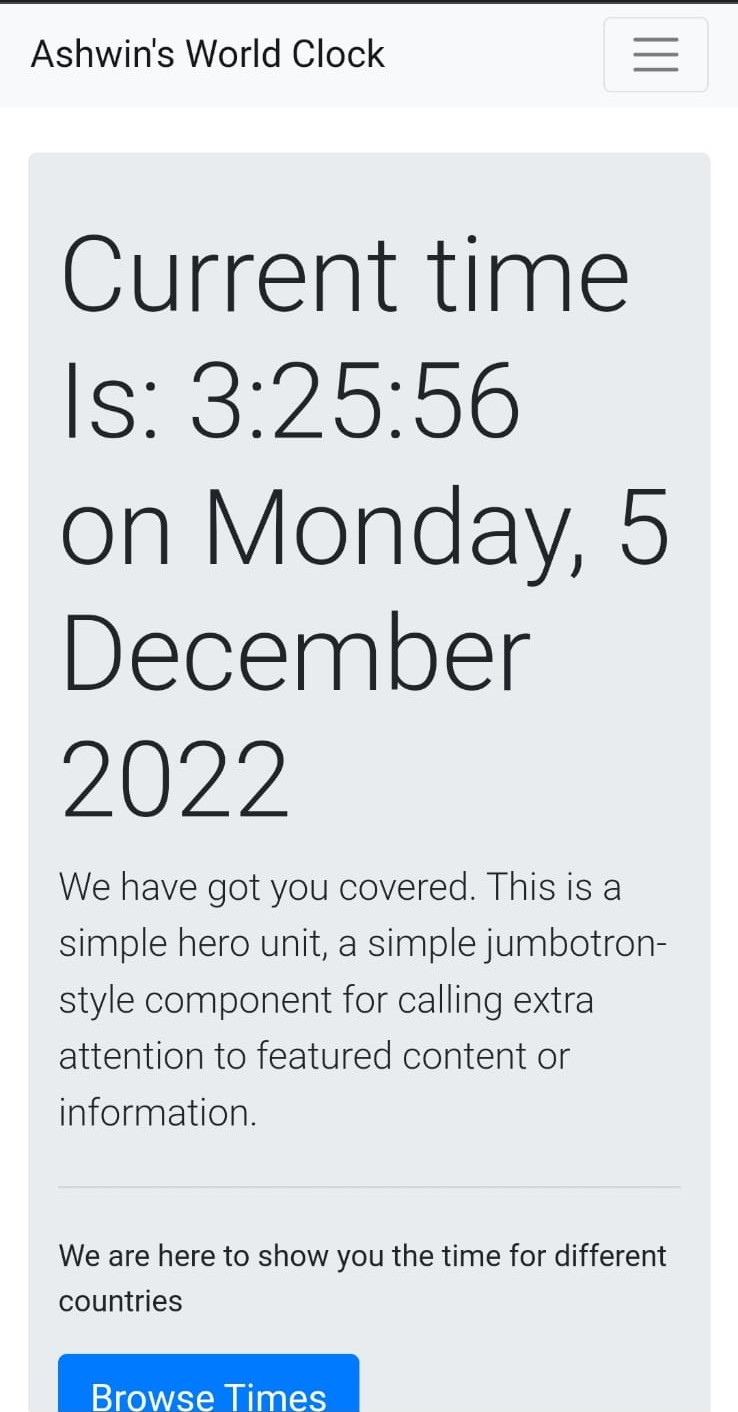 Ashwin's World Clock
Current time
Is: 3:25:56
on Monday, 5
December
2022
We have got you covered. This is a
simple hero unit, a simple jumbotron-
style component for calling extra
attention to featured content or
information.
We are here to show you the time for different
countries
Browse Times